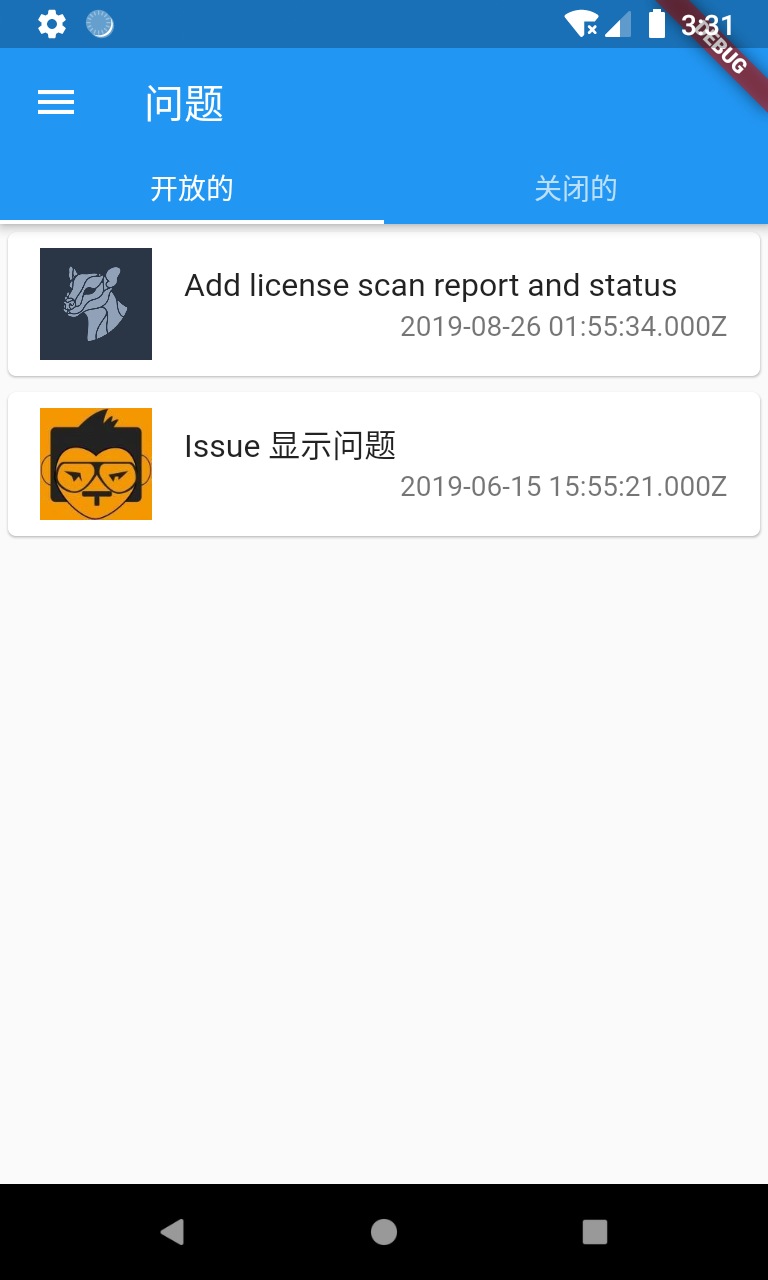 3:31
DEBUG
问题
开放的
关闭的
Add license scan report and status
2019-08-26 01:55:34.000Z
Issue 显示问题
2019-06-15 15:55:21.000Z